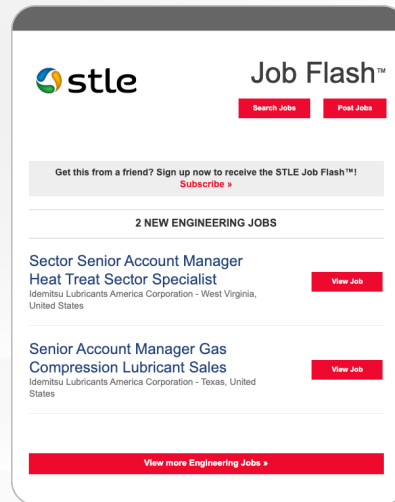 stle
Job Flash™
Search Jobs
Post Jobs
Get this from a friend? Sign up now to receive the STLE Job Flash™!
Subscribe »
2 NEW ENGINEERING JOBS
Sector Senior Account Manager
Heat Treat Sector Specialist
View Job
Idemitsu Lubricants America Corporation - West Virginia,
United States
Senior Account Manager Gas
Compression Lubricant Sales
View Job
Idemitsu Lubricants America Corporation - Texas, United
States
View more Engineering Jobs »